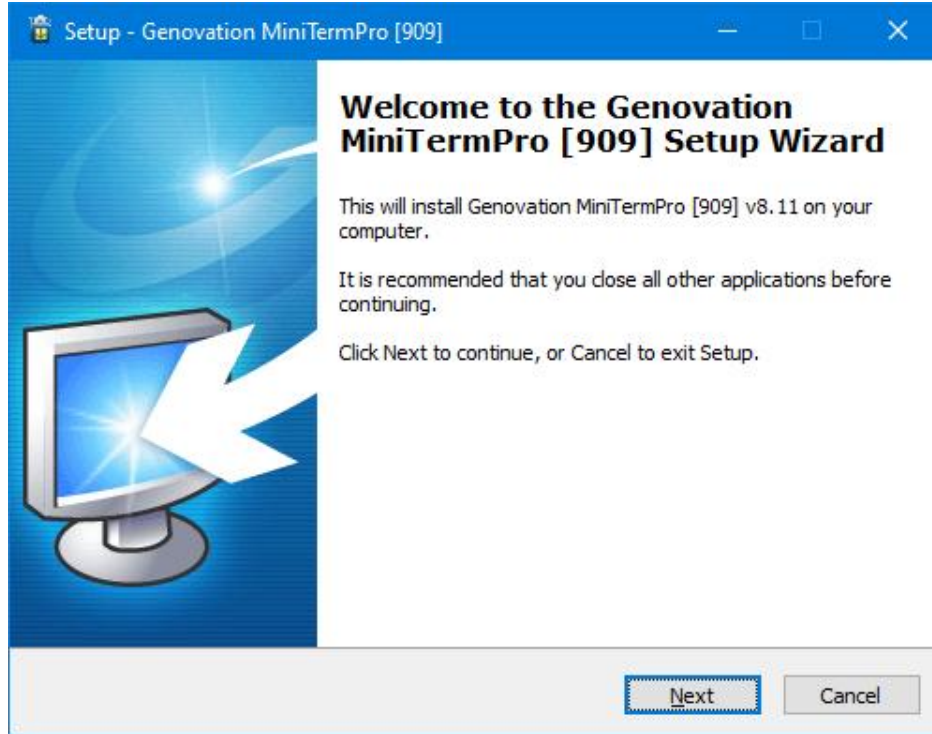 Setup - Genovation MiniTermPro [909]
Welcome to the Genovation
MiniTermPro [909] Setup Wizard
This will install Genovation MiniTermPro [909] v8.11 on your
computer.
It is recommended that you close all other applications before
continuing.
Click Next to continue, or Cancel to exit Setup.
Next
Cancel